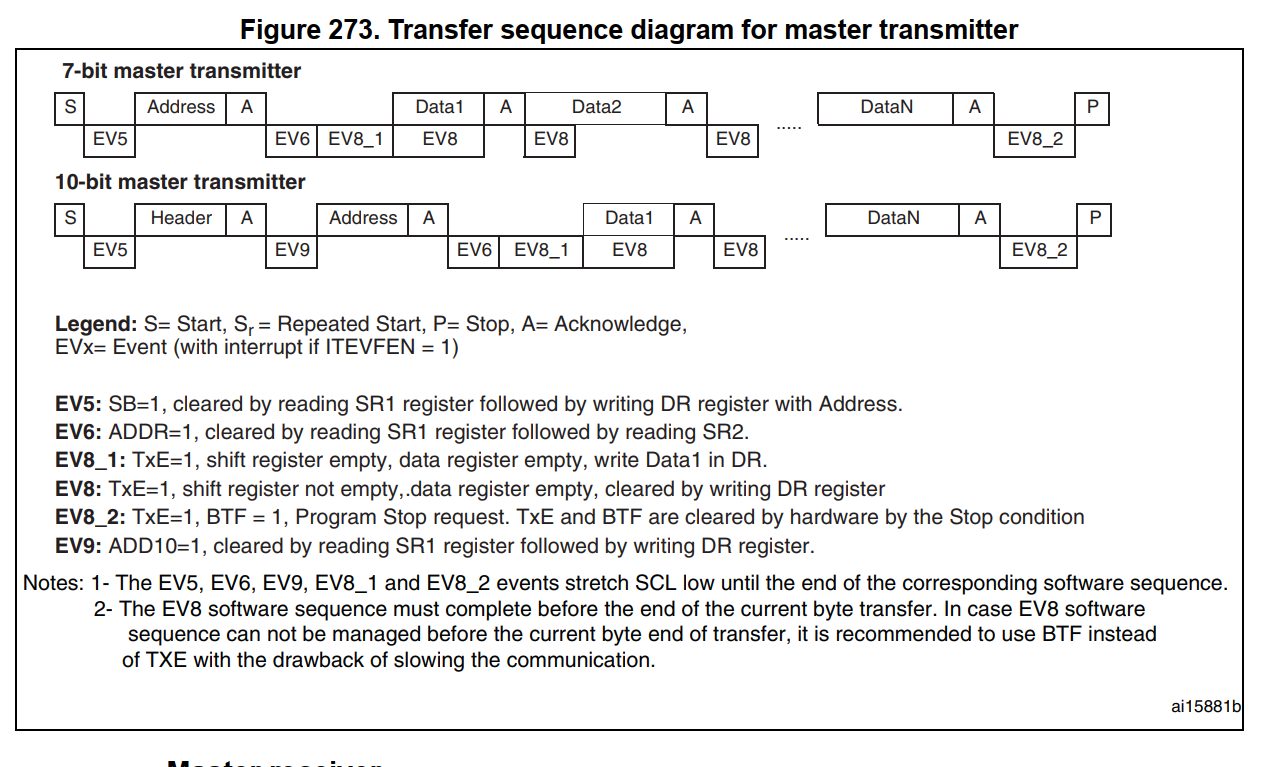 Figure 273. Transfer sequence diagram for master transmitter
7-bit master transmitter
S Address A Data1 A Data2 A ..... DataN A P
EV5 EV6 EV8_1 EV8 EV8 EV8 EV8_2
10-bit master transmitter
S Header A Address A Data1 A ..... DataN A P
EV5 EV9 EV6 EV8_1 EV8 EV8 EV8_2
Legend: S= Start, Sr = Repeated Start, P= Stop, A= Acknowledge,
EVx= Event (with interrupt if ITEVFEN = 1)
EV5: SB=1, cleared by reading SR1 register followed by writing DR register with Address.
EV6: ADDR=1, cleared by reading SR1 register followed by reading SR2.
EV8_1: TxE=1, shift register empty, data register empty, write Data1 in DR.
EV8: TxE=1, shift register not empty,.data register empty, cleared by writing DR register
EV8_2: TxE=1, BTF = 1, Program Stop request. TxE and BTF are cleared by hardware by the Stop condition
EV9: ADD10=1, cleared by reading SR1 register followed by writing DR register.
Notes: 1- The EV5, EV6, EV9, EV8_1 and EV8_2 events stretch SCL low until the end of the corresponding software sequence.
2- The EV8 software sequence must complete before the end of the current byte transfer. In case EV8 software
sequence can not be managed before the current byte end of transfer, it is recommended to use BTF instead
of TXE with the drawback of slowing the communication.
ai15881b
Master receiver